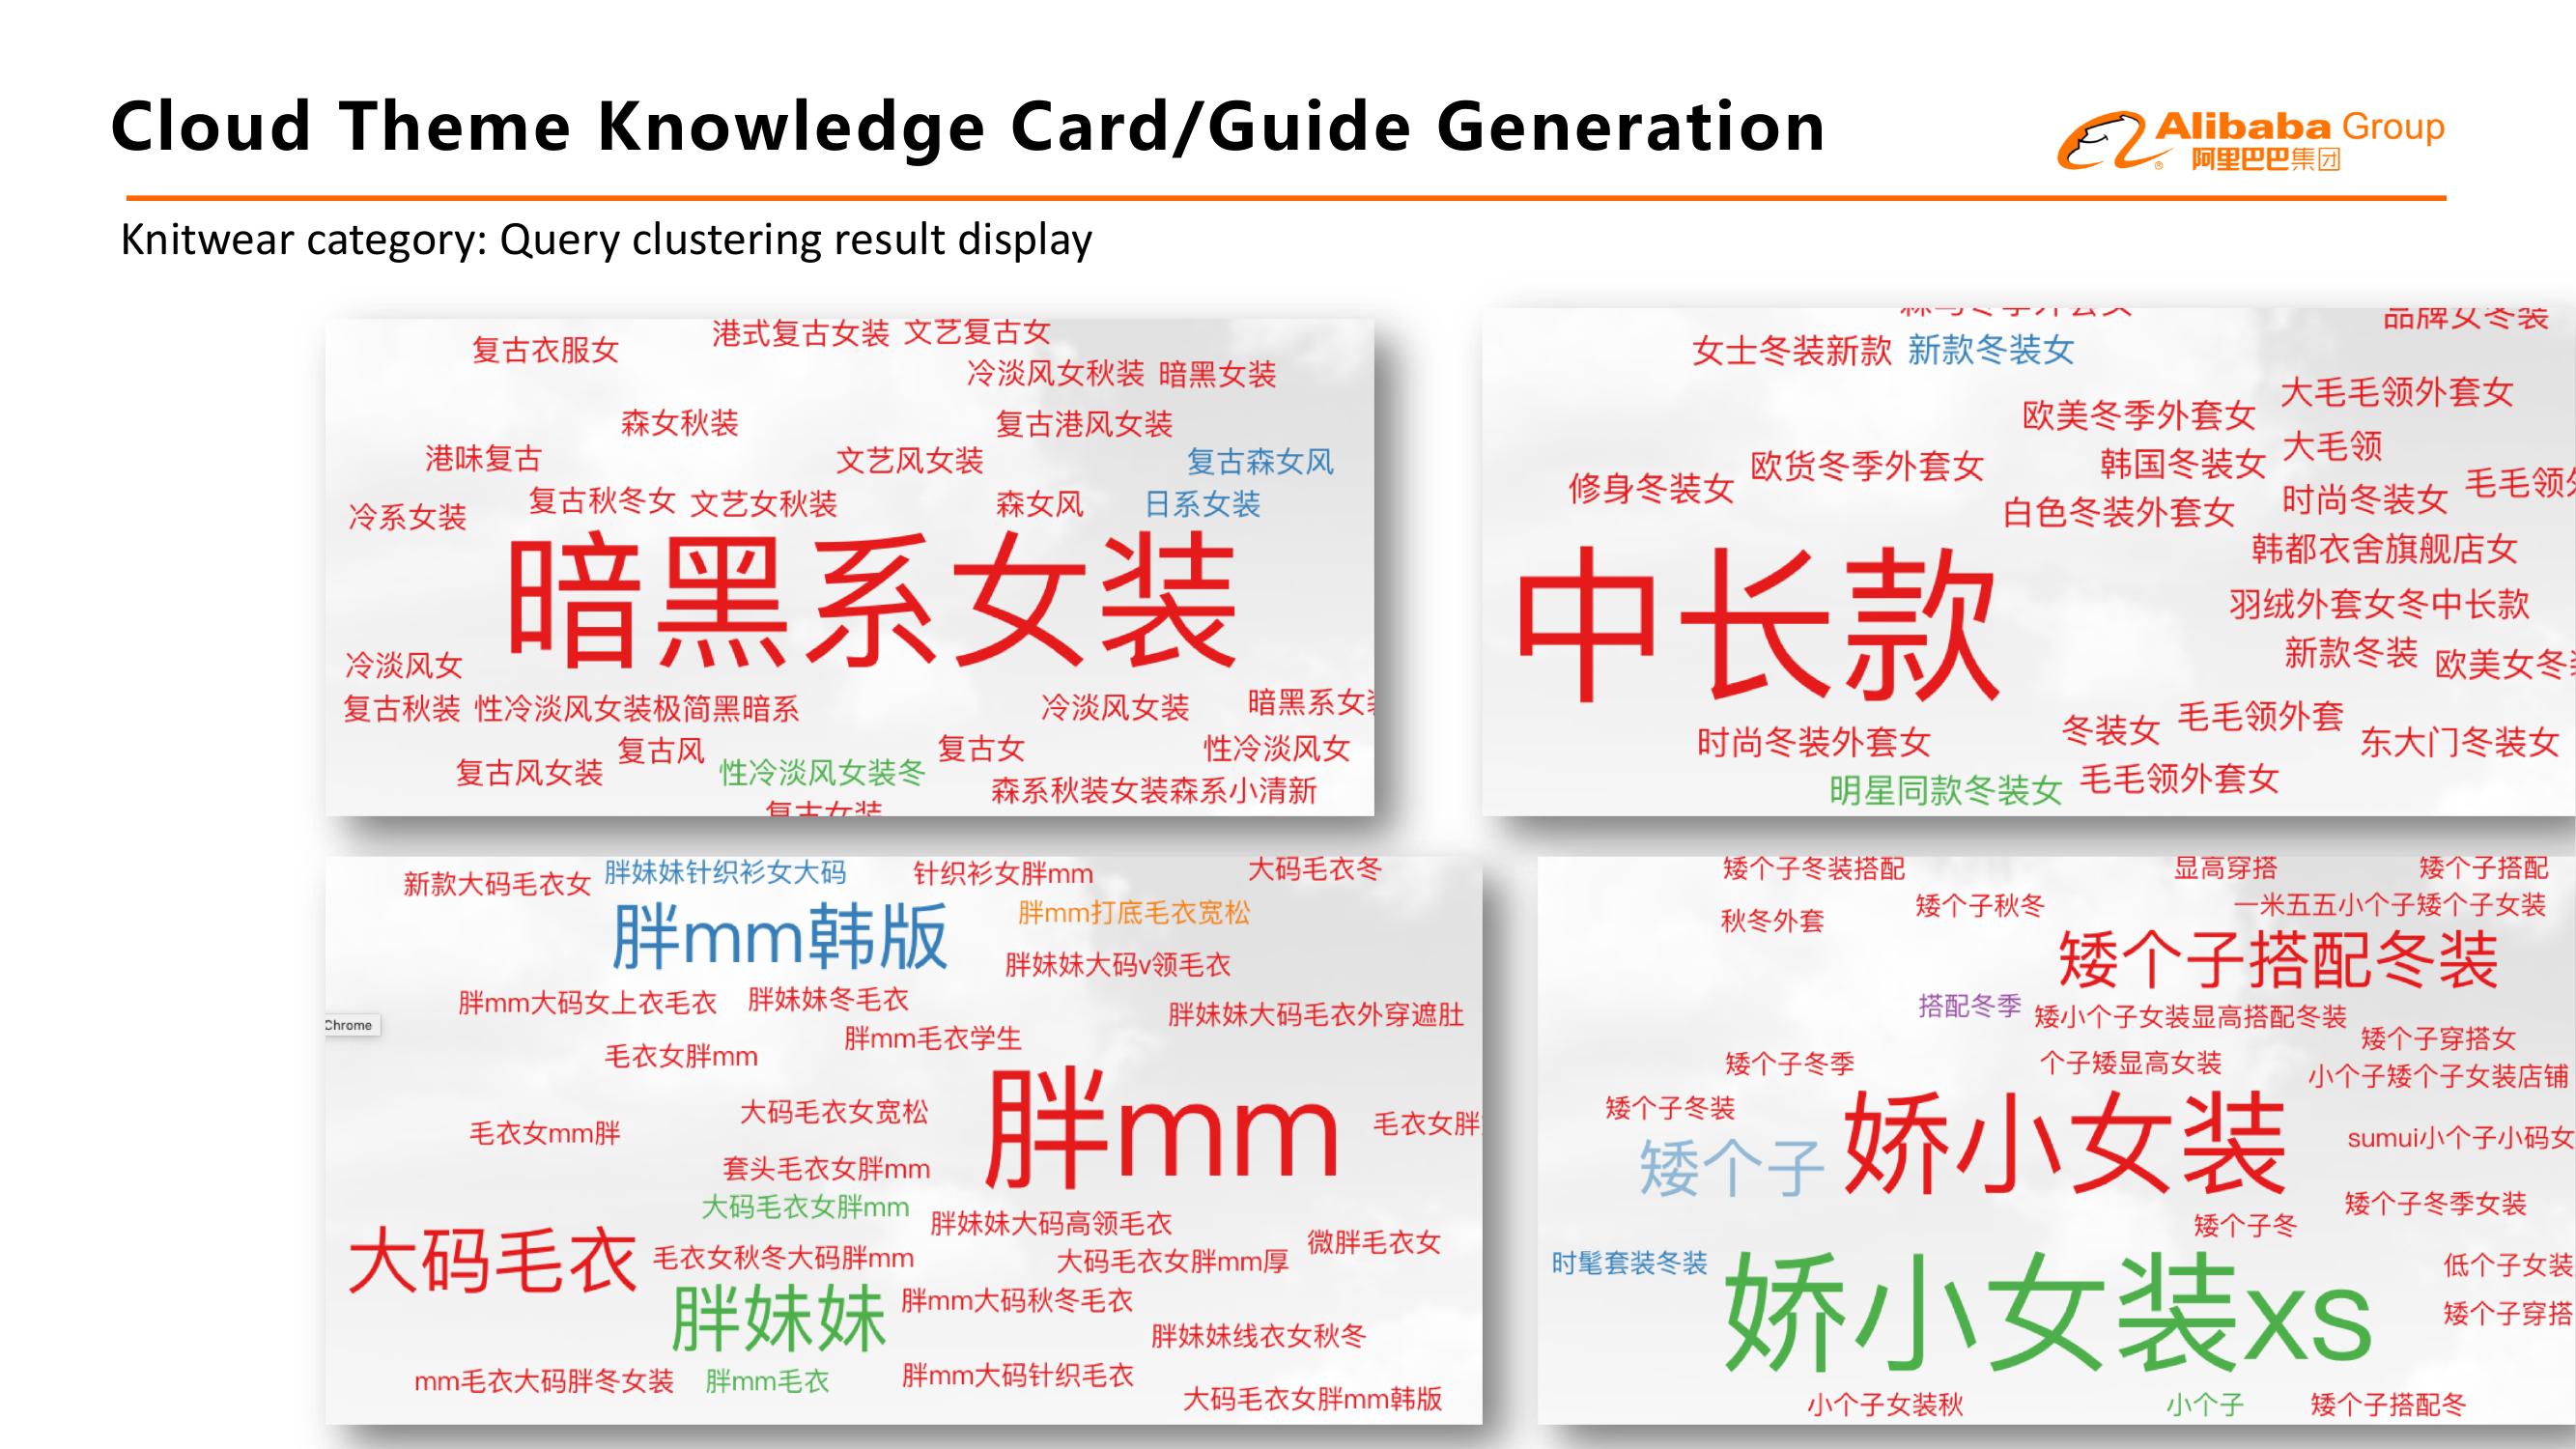 Cloud Theme Knowledge Card/Guide Generation
Alibaba Group
阿里巴巴集团
Knitwear category: Query clustering result display
港式复古女装 文艺复古女
复古衣服女
冷淡风女秋装 暗黑女装
森女秋装 复古港风女装
港味复古 文艺风女装 复古森女风
复古秋冬女 文艺女秋装 森女风 日系女装
冷系女装
暗黑系女装
冷淡风女
复古秋装 性冷淡风女装极简黑暗系 冷淡风女装 暗黑系女
复古风 复古女 性冷淡风女
复古风女装 性冷淡风女装冬
森系秋装女装森系小清新
复古女装
品牌女冬装
女士冬装新款 新款冬装女
大毛毛领外套女
欧美冬季外套女
大毛领
欧货冬季外套女 韩国冬装女
修身冬装女 时尚冬装女 毛毛领
白色冬装外套女
韩都衣舍旗舰店女
中长款
羽绒外套女冬中长款
新款冬装 欧美女冬
毛毛领外套
时尚冬装外套女 冬装女 东大门冬装女
明星同款冬装女 毛毛领外套女
新款大码毛衣女 胖妹妹针织衫女大码 针织衫女胖mm 大码毛衣冬
胖mm韩版 胖mm打底毛衣宽松
胖妹妹大码v领毛衣
胖mm大码女上衣毛衣 胖妹妹冬毛衣
胖妹妹大码毛衣外穿遮肚
Chrome
胖mm毛衣学生
毛衣女胖mm
大码毛衣女宽松 胖mm 毛衣女胖
毛衣女mm胖
套头毛衣女胖mm
大码毛衣女胖mm
胖妹妹大码高领毛衣
微胖毛衣女
大码毛衣 毛衣女秋冬大码胖mm 大码毛衣女胖mm厚
胖妹妹 胖mm大码秋冬毛衣
胖妹妹线衣女秋冬
mm毛衣大码胖冬女装 胖mm毛衣 胖mm大码针织毛衣
大码毛衣女胖mm韩版
矮个子冬装搭配 显高穿搭 矮个子搭配
秋冬外套 矮个子秋冬 一米五五小个子矮个子女装
矮个子搭配冬装
搭配冬季 矮小个子女装显高搭配冬装
矮个子穿搭女
矮个子冬季 个子矮显高女装
小个子矮个子女装店铺
矮个子冬装
矮个子 娇小女装 sumui小个子小码女
矮个子冬季女装
矮个子冬
时髦套装冬装 低个子女装
娇小女装xs 矮个子穿搭
小个子女装秋 小个子 矮个子搭配冬